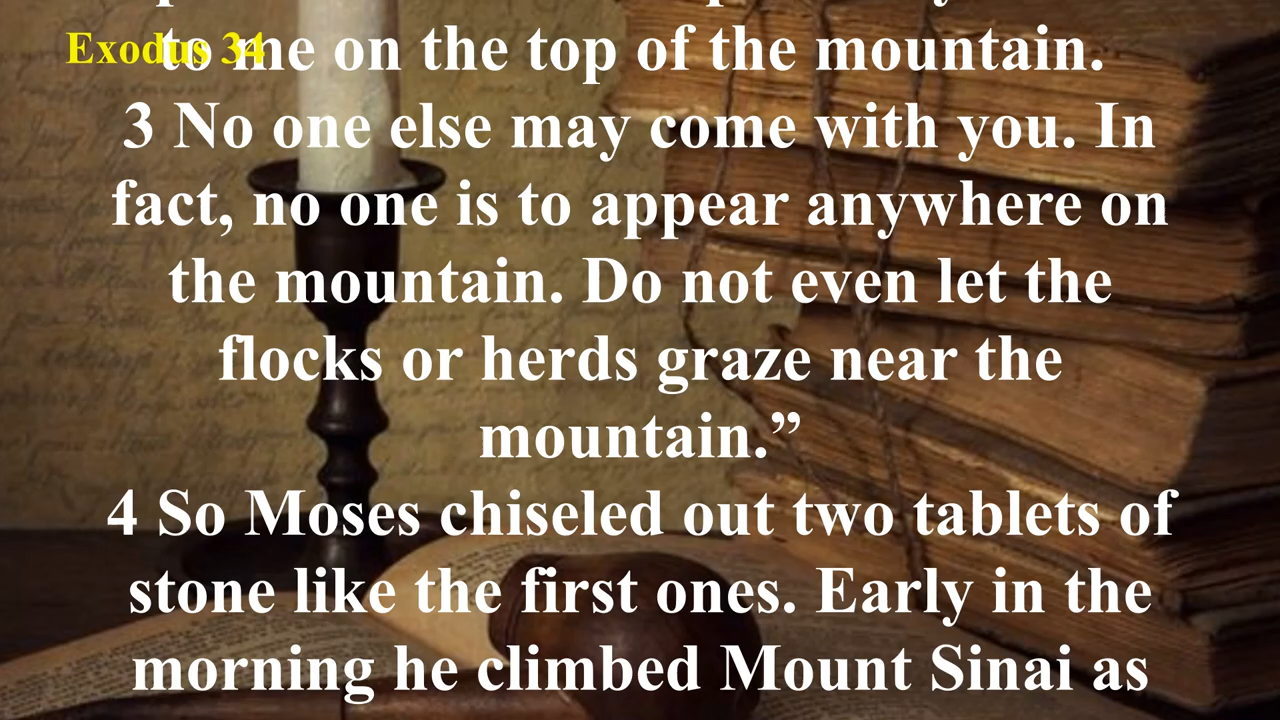 Exodus 34
to me on the top of the mountain.
3 No one else may come with you. In
fact, no one is to appear anywhere on
the mountain. Do not even let the
flocks or herds graze near the
mountain.”
4 So Moses chiseled out two tablets of
stone like the first ones. Early in the
morning he climbed Mount Sinai as